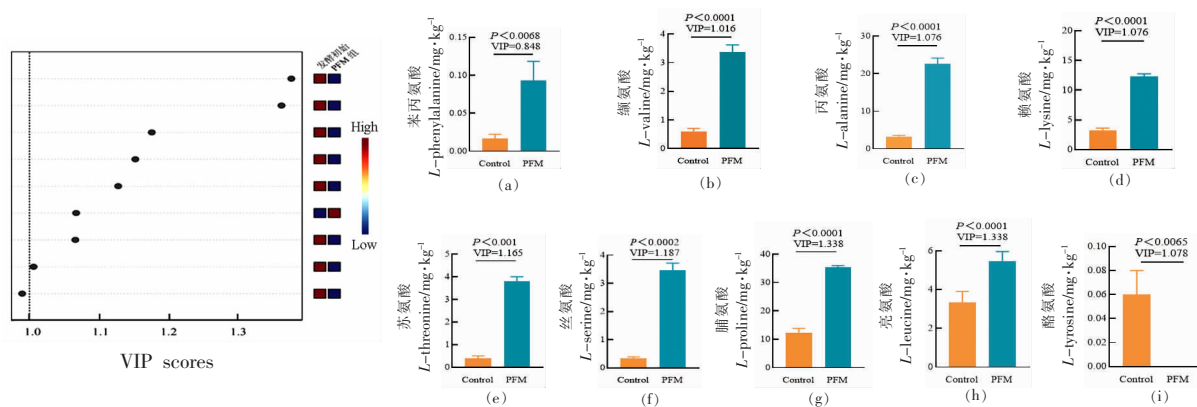 发酵初始
PFM 组
High
Low
1.0 1.1 1.2 1.3
VIP scores
P＜0.0068
VIP=0.848
苯丙氨酸
L-phenylalanine/mg·kg⁻¹
0.15
0.10
0.05
0.00
Control PFM
(a)
P＜0.0001
VIP=1.016
缬氨酸
L-valine/mg·kg⁻¹
4
3
2
1
0
Control PFM
(b)
P＜0.0001
VIP=1.076
丙氨酸
L-alanine/mg·kg⁻¹
30
20
10
0
Control PFM
(c)
P＜0.0001
VIP=1.076
赖氨酸
L-lysine/mg·kg⁻¹
20
15
10
5
0
Control PFM
(d)
P＜0.001
VIP=1.165
苏氨酸
L-threonine/mg·kg⁻¹
5
4
3
2
1
0
Control PFM
(e)
P＜0.0002
VIP=1.187
丝氨酸
L-serine/mg·kg⁻¹
4
3
2
1
0
Control PFM
(f)
P＜0.0001
VIP=1.338
脯氨酸
L-proline/mg·kg⁻¹
40
30
20
10
0
Control PFM
(g)
P＜0.0001
VIP=1.338
亮氨酸
L-leucine/mg·kg⁻¹
6
4
2
0
Control PFM
(h)
P＜0.0065
VIP=1.078
酪氨酸
L-tyrosine/mg·kg⁻¹
0.10
0.08
0.06
0.04
0.02
0.00
Control PFM
(i)